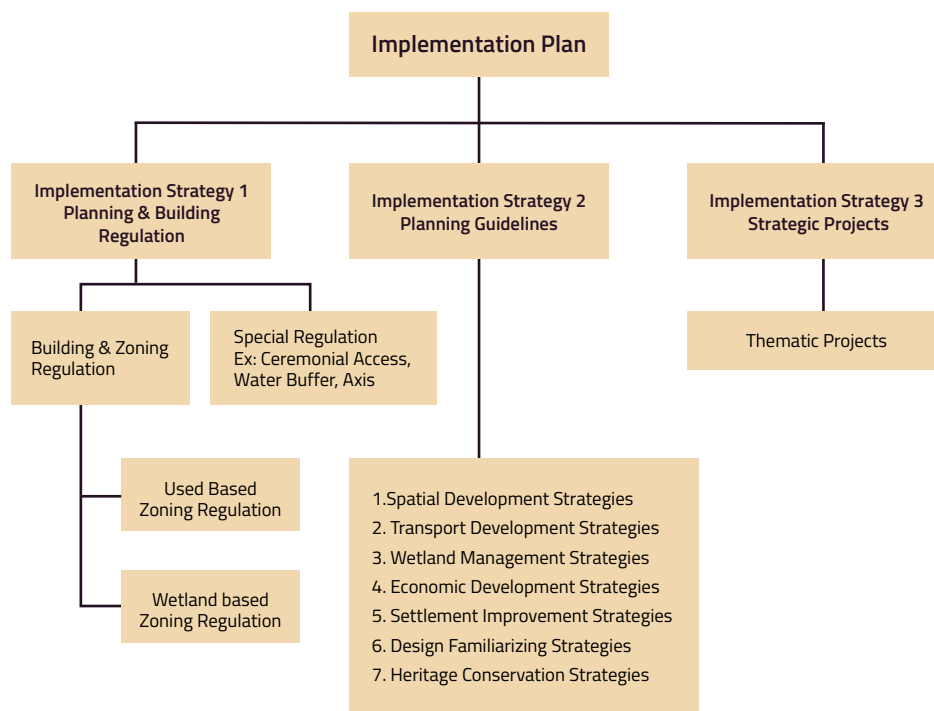 Implementation Plan
Implementation Strategy 1
Planning & Building
Regulation
Implementation Strategy 2
Planning Guidelines
Implementation Strategy 3
Strategic Projects
Building & Zoning
Regulation
Special Regulation
Ex: Ceremonial Access,
Water Buffer, Axis
Thematic Projects
Used Based
Zoning Regulation
Wetland based
Zoning Regulation
1.Spatial Development Strategies
2. Transport Development Strategies
3. Wetland Management Strategies
4. Economic Development Strategies
5. Settlement Improvement Strategies
6. Design Familiarizing Strategies
7. Heritage Conservation Strategies